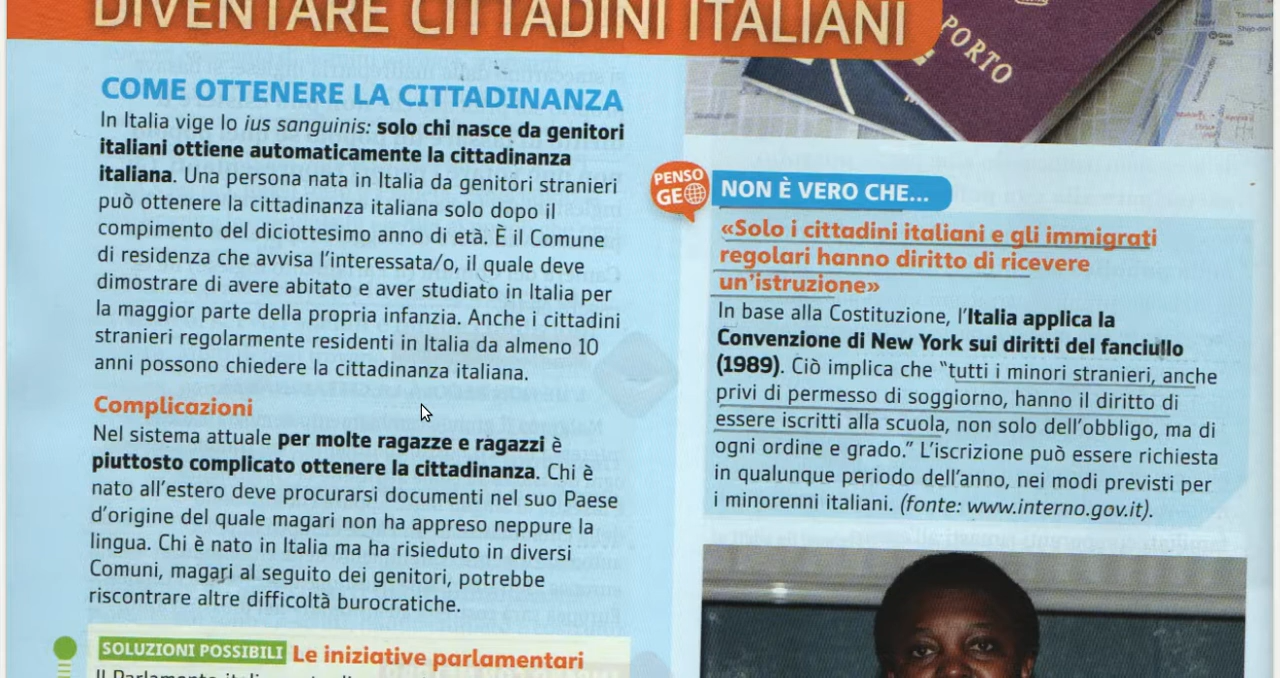 DIVENTARE CITTADINI ITALIANI
COME OTTENERE LA CITTADINANZA
In Italia vige lo ius sanguinis: solo chi nasce da genitori
italiani ottiene automaticamente la cittadinanza
italiana. Una persona nata in Italia da genitori stranieri
può ottenere la cittadinanza italiana solo dopo il
compimento del diciottesimo anno di età. È il Comune
di residenza che avvisa l'interessata/o, il quale deve
dimostrare di avere abitato e aver studiato in Italia per
la maggior parte della propria infanzia. Anche i cittadini
stranieri regolarmente residenti in Italia da almeno 10
anni possono chiedere la cittadinanza italiana.
Complicazioni
Nel sistema attuale per molte ragazze e ragazzi è
piuttosto complicato ottenere la cittadinanza. Chi è
nato all'estero deve procurarsi documenti nel suo Paese
d'origine del quale magari non ha appreso neppure la
lingua. Chi è nato in Italia ma ha risieduto in diversi
Comuni, magari al seguito dei genitori, potrebbe
riscontrare altre difficoltà burocratiche.
SOLUZIONI POSSIBILI Le iniziative parlamentari
Il Parlamento
PORTO
PENSO
GEO
NON È VERO CHE...
«Solo i cittadini italiani e gli immigrati
regolari hanno diritto di ricevere
un'istruzione»
In base alla Costituzione, l'Italia applica la
Convenzione di New York sui diritti del fanciullo
(1989). Ciò implica che "tutti i minori stranieri, anche
privi di permesso di soggiorno, hanno il diritto di
essere iscritti alla scuola, non solo dell'obbligo, ma di
ogni ordine e grado." L'iscrizione può essere richiesta
in qualunque periodo dell'anno, nei modi previsti per
i minorenni italiani. (fonte: www.interno.gov.it).